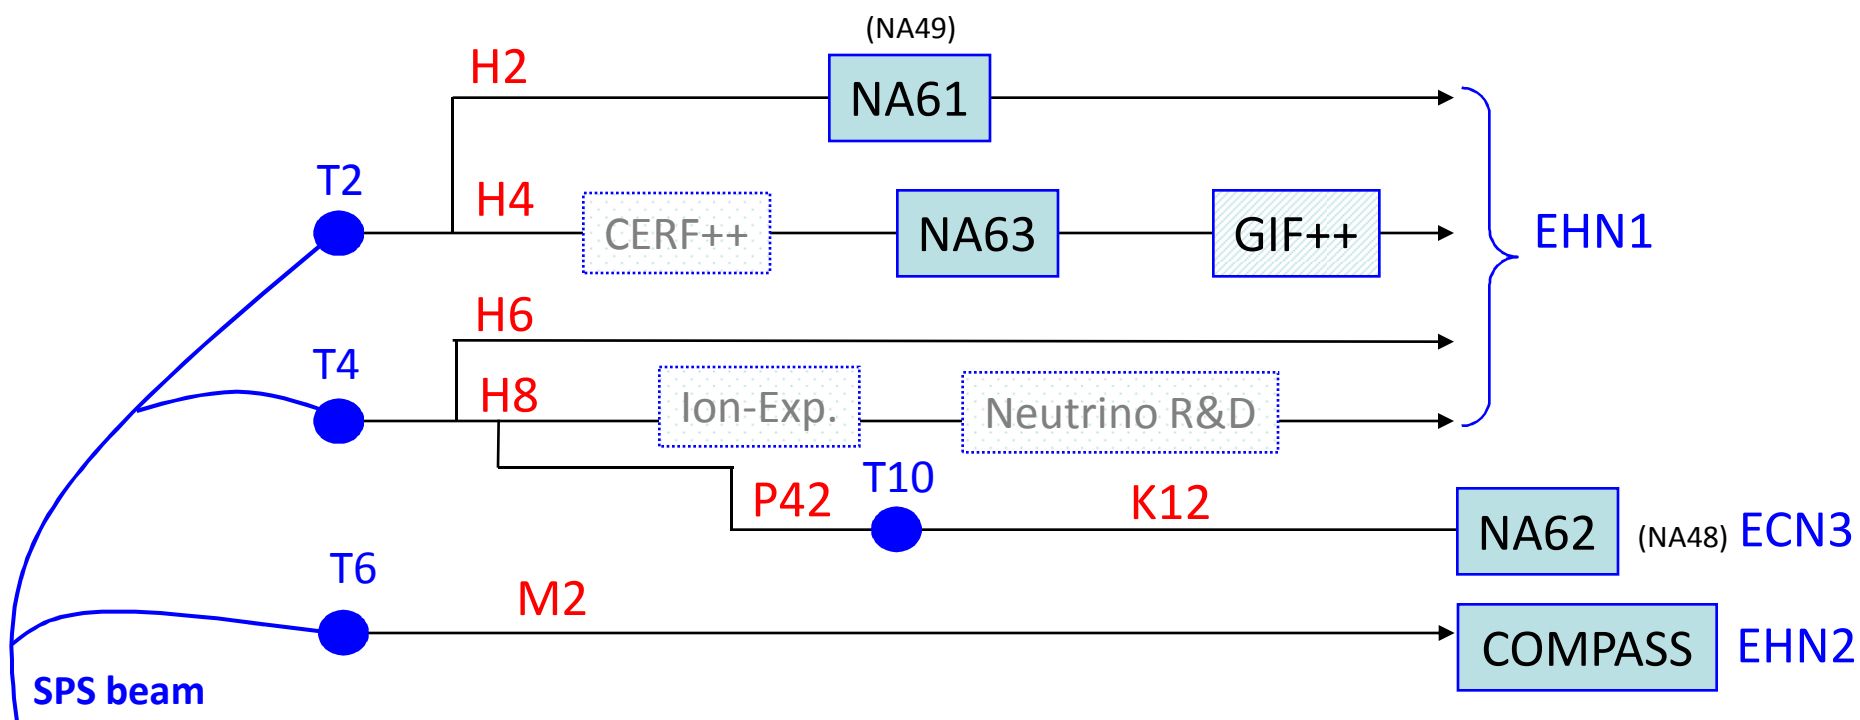 (NA49)
H2
NA61
T2
H4
CERF++
NA63
GIF++
EHN1
H6
T4
H8
Ion-Exp.
Neutrino R&D
T10
P42
K12
NA62
(NA48)
ECN3
T6
M2
COMPASS
EHN2
SPS beam